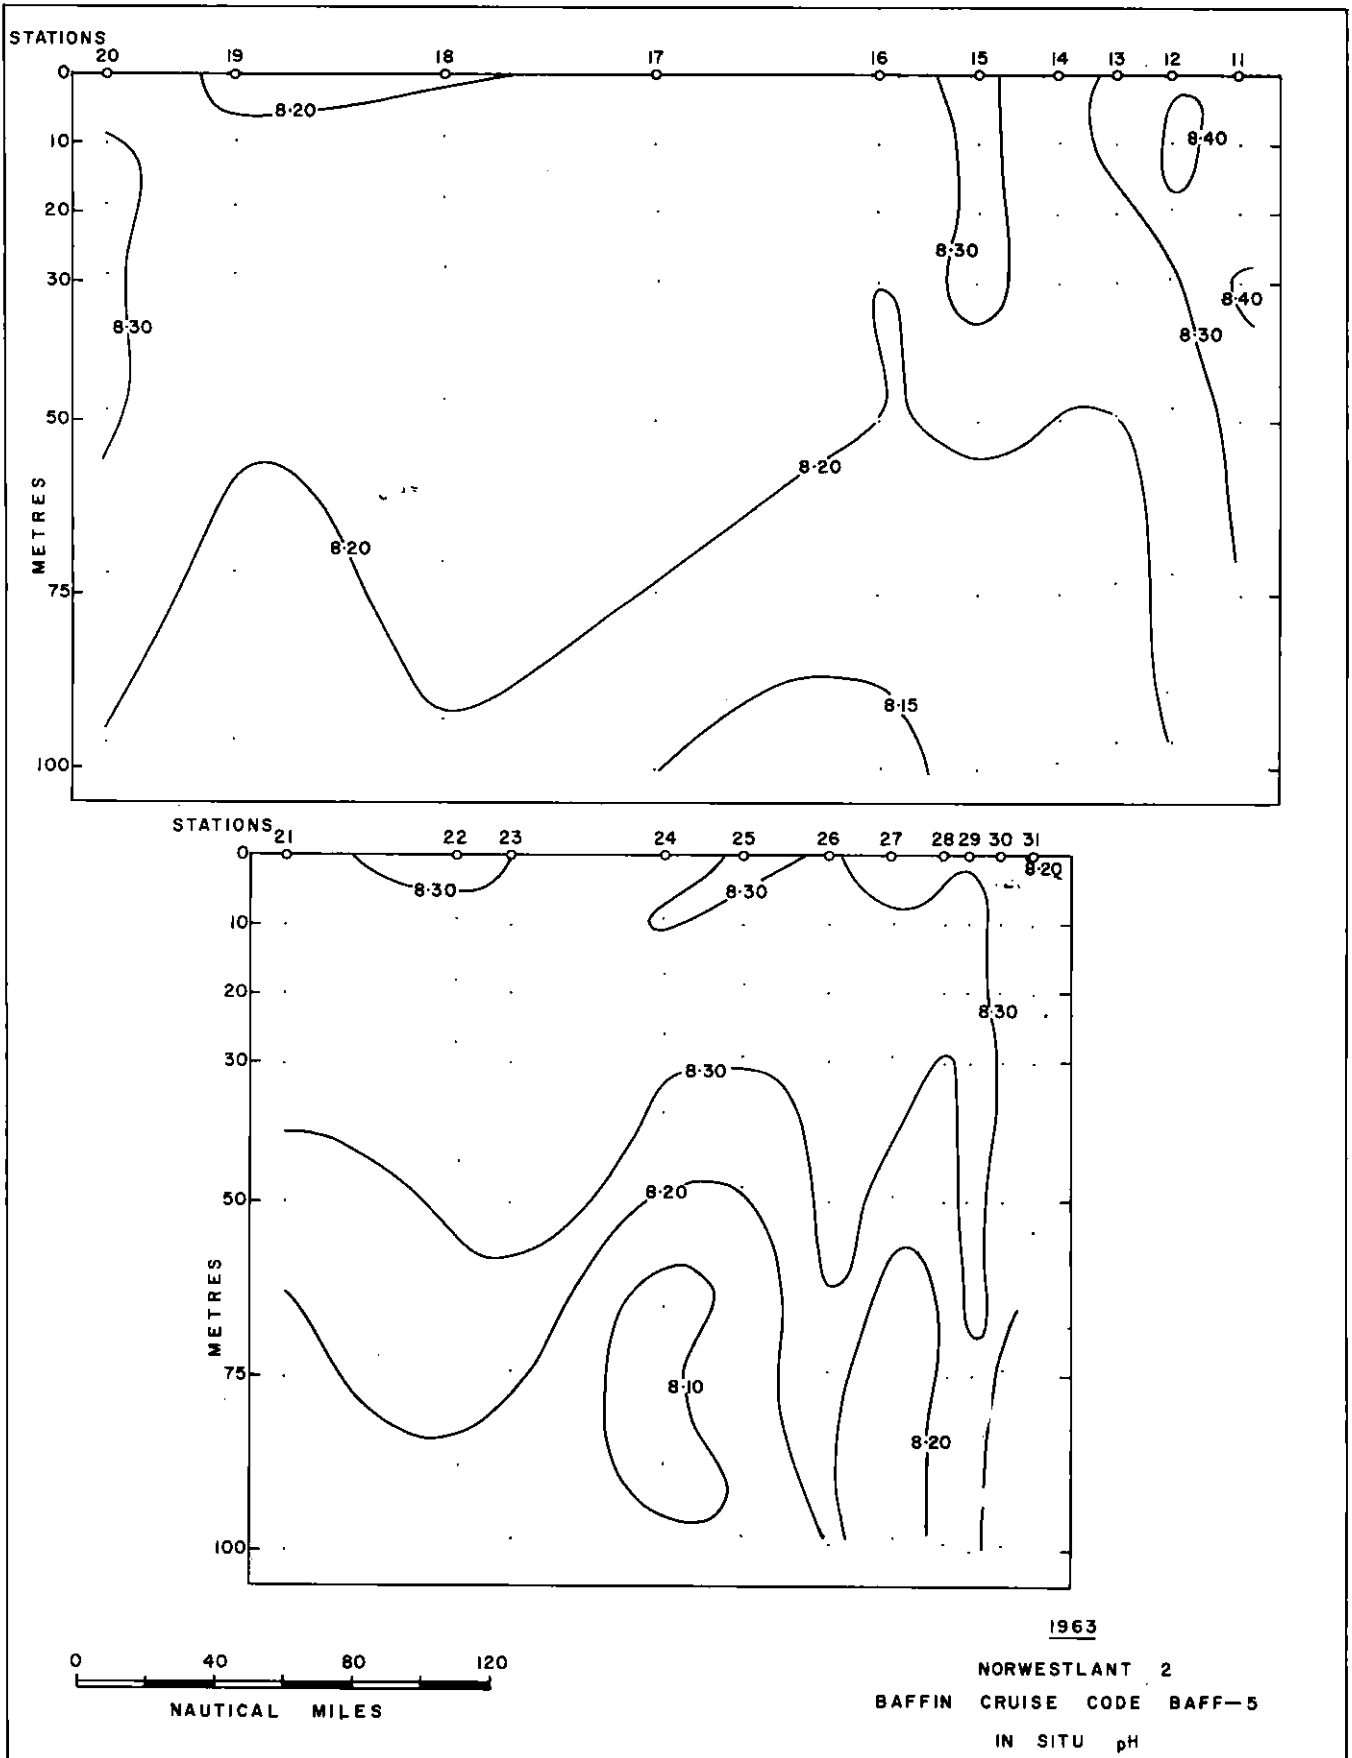 STATIONS
20 19 18 17 16 15 14 13 12 11
0
8·20
10
8·40
20
8·30
30
8·40
8·30
8·30
50
8·20
METRES
8·20
75
8·15
100
STATIONS
21 22 23 24 25 26 27 28 29 30 31
0
8·20
8·30
8·30
10
20
8·30
30
8·30
50
8·20
METRES
75
8·10
8·20
100
1963
0 40 80 120
NAUTICAL MILES
NORWESTLANT 2
BAFFIN CRUISE CODE BAFF—5
IN SITU pH